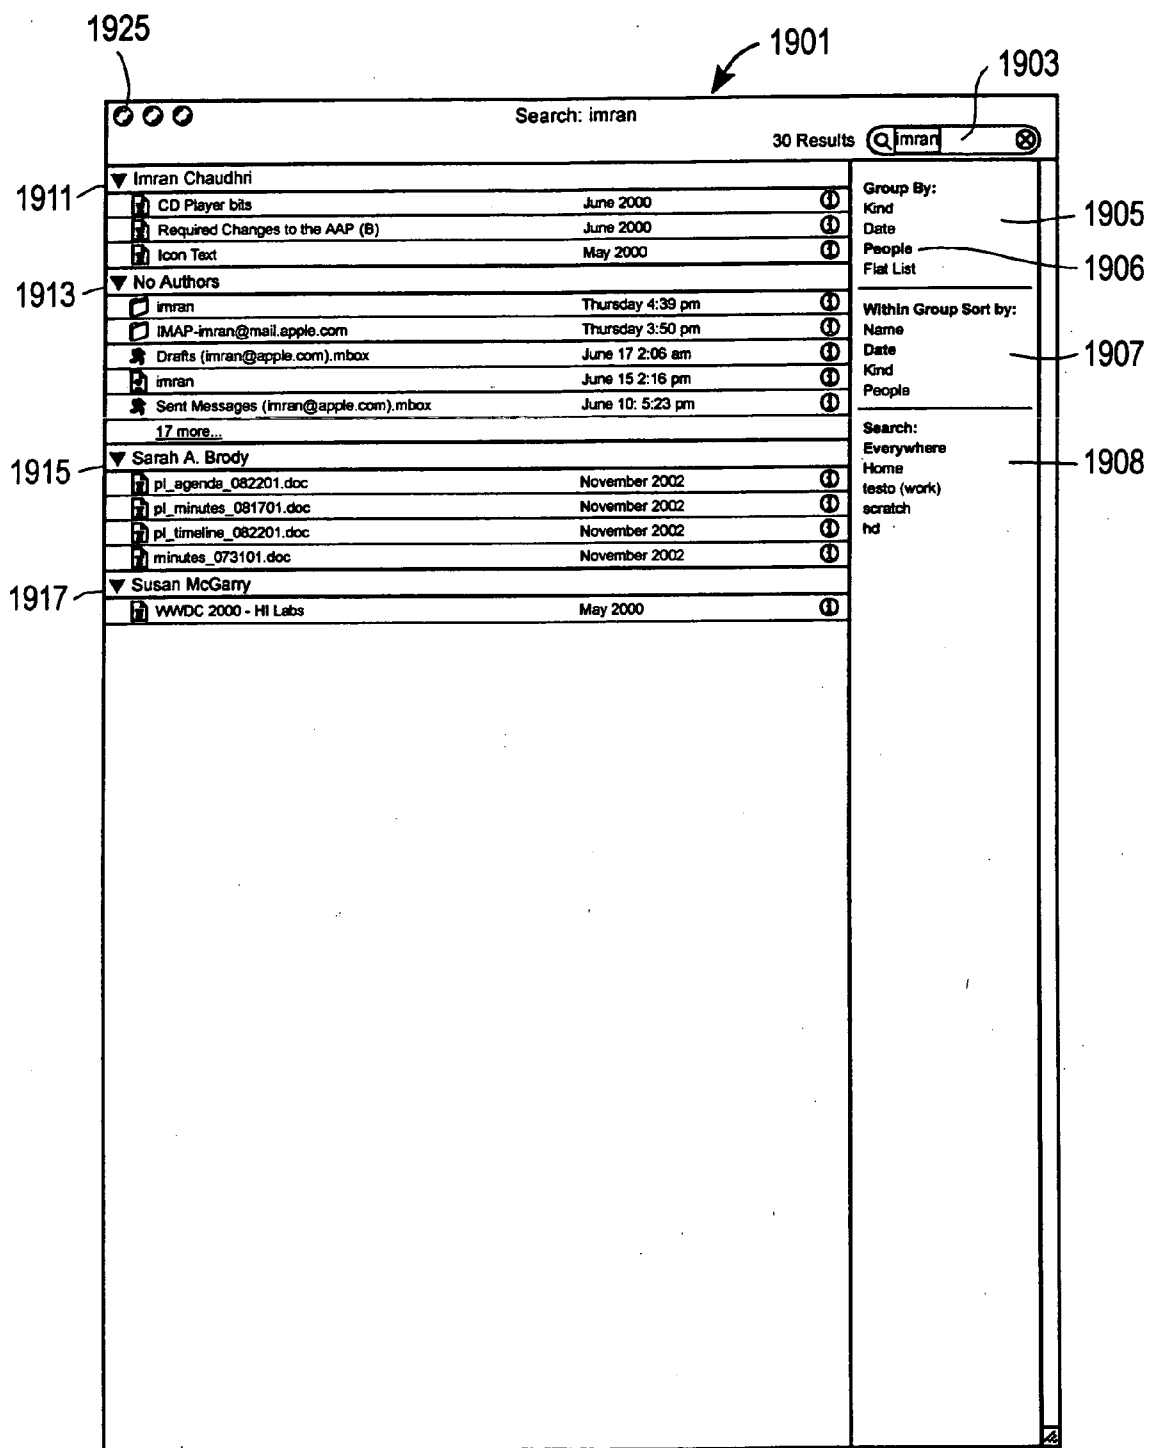 1925
1901
1903
Search: imran
30 Results
imran
1911
Imran Chaudhri
CD Player bits June 2000
Required Changes to the AAP (B) June 2000
Icon Text May 2000
1913
No Authors
imran Thursday 4:39 pm
IMAP-imran@mail.apple.com Thursday 3:50 pm
Drafts (imran@apple.com).mbox June 17 2:06 am
imran June 15 2:16 pm
Sent Messages (imran@apple.com).mbox June 10: 5:23 pm
17 more...
1915
Sarah A. Brody
pl_agenda_082201.doc November 2002
pl_minutes_081701.doc November 2002
pl_timeline_082201.doc November 2002
minutes_073101.doc November 2002
1917
Susan McGarry
WWDC 2000 - HI Labs May 2000
Group By:
Kind
Date
People
Flat List
1905
1906
Within Group Sort by:
Name
Date
Kind
People
1907
Search:
Everywhere
Home
testo (work)
scratch
hd
1908